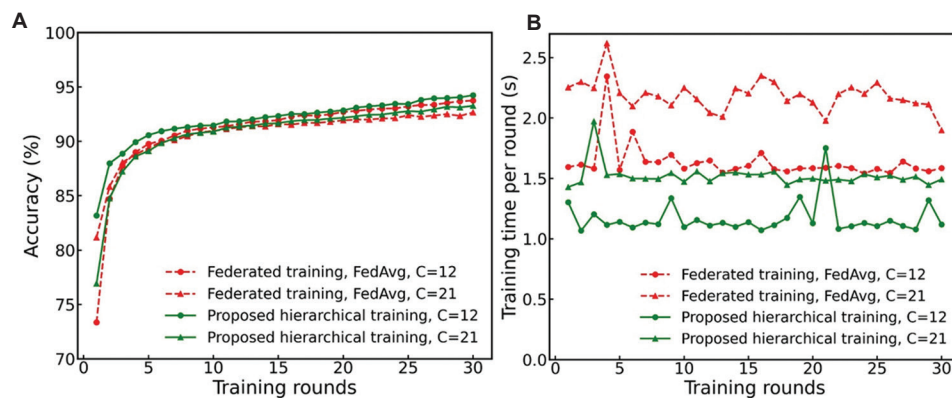 A
100
95
90
85
80
75
70
Accuracy (%)
Federated training, FedAvg, C=12
Federated training, FedAvg, C=21
Proposed hierarchical training, C=12
Proposed hierarchical training, C=21
0 5 10 15 20 25 30
Training rounds
B
2.5
2.0
1.5
1.0
0.5
0.0
Training time per round (s)
Federated training, FedAvg, C=12
Federated training, FedAvg, C=21
Proposed hierarchical training, C=12
Proposed hierarchical training, C=21
0 5 10 15 20 25 30
Training rounds